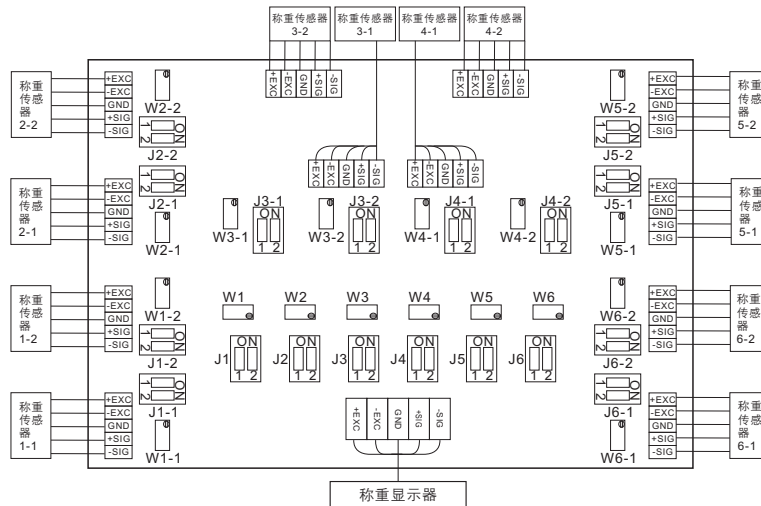 称重传感器
3-2
称重传感器
3-1
称重传感器
4-1
称重传感器
4-2
+EXC
-EXC
GND
+SIG
-SIG
+EXC
-EXC
GND
+SIG
-SIG
称重
传感
器
2-2
+EXC
-EXC
GND
+SIG
-SIG
W2-2
1 2
ON
J2-2
W5-2
1 2
ON
J5-2
+EXC
-EXC
GND
+SIG
-SIG
称重
传感
器
5-2
+EXC
-EXC
GND
+SIG
-SIG
+EXC
-EXC
GND
+SIG
-SIG
称重
传感
器
2-1
+EXC
-EXC
GND
+SIG
-SIG
1 2
ON
J2-1
W2-1
W3-1
J3-1
ON
1 2
W3-2
J3-2
ON
1 2
W4-1
J4-1
ON
1 2
W4-2
J4-2
ON
1 2
1 2
ON
J5-1
W5-1
+EXC
-EXC
GND
+SIG
-SIG
称重
传感
器
5-1
称重
传感
器
1-2
+EXC
-EXC
GND
+SIG
-SIG
W1-2
1 2
ON
J1-2
W1
W2
W3
W4
W5
W6
J1
ON
1 2
J2
ON
1 2
J3
ON
1 2
J4
ON
1 2
J5
ON
1 2
J6
ON
1 2
W6-2
1 2
ON
J6-2
+EXC
-EXC
GND
+SIG
-SIG
称重
传感
器
6-2
称重
传感
器
1-1
+EXC
-EXC
GND
+SIG
-SIG
1 2
ON
J1-1
W1-1
+EXC
-EXC
GND
+SIG
-SIG
1 2
ON
J6-1
W6-1
+EXC
-EXC
GND
+SIG
-SIG
称重
传感
器
6-1
称重显示器